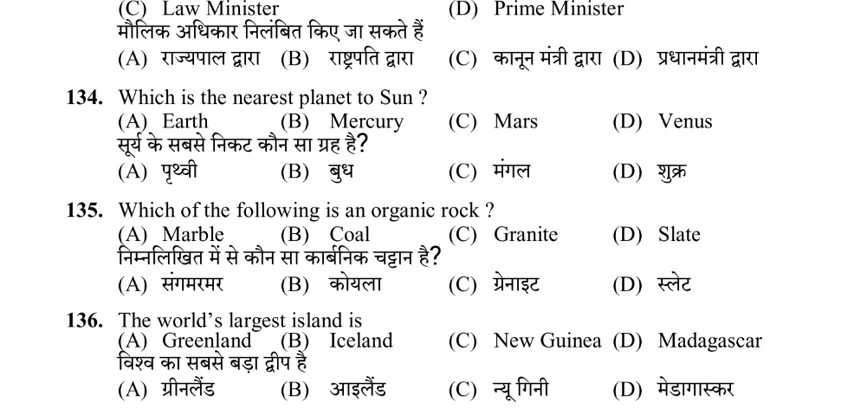 (C) Law Minister (D) Prime Minister
मौलिक अधिकार निलंबित किए जा सकते हैं
(A) राज्यपाल द्वारा (B) राष्ट्रपति द्वारा (C) कानून मंत्री द्वारा (D) प्रधानमंत्री द्वारा
134. Which is the nearest planet to Sun ?
(A) Earth (B) Mercury (C) Mars (D) Venus
सूर्य के सबसे निकट कौन सा ग्रह है?
(A) पृथ्वी (B) बुध (C) मंगल (D) शुक्र
135. Which of the following is an organic rock ?
(A) Marble (B) Coal (C) Granite (D) Slate
निम्नलिखित में से कौन सा कार्बनिक चट्टान है?
(A) संगमरमर (B) कोयला (C) ग्रेनाइट (D) स्लेट
136. The world's largest island is
(A) Greenland (B) Iceland (C) New Guinea (D) Madagascar
विश्व का सबसे बड़ा द्वीप है
(A) ग्रीनलैंड (B) आइलैंड (C) न्यू गिनी (D) मेडागास्कर